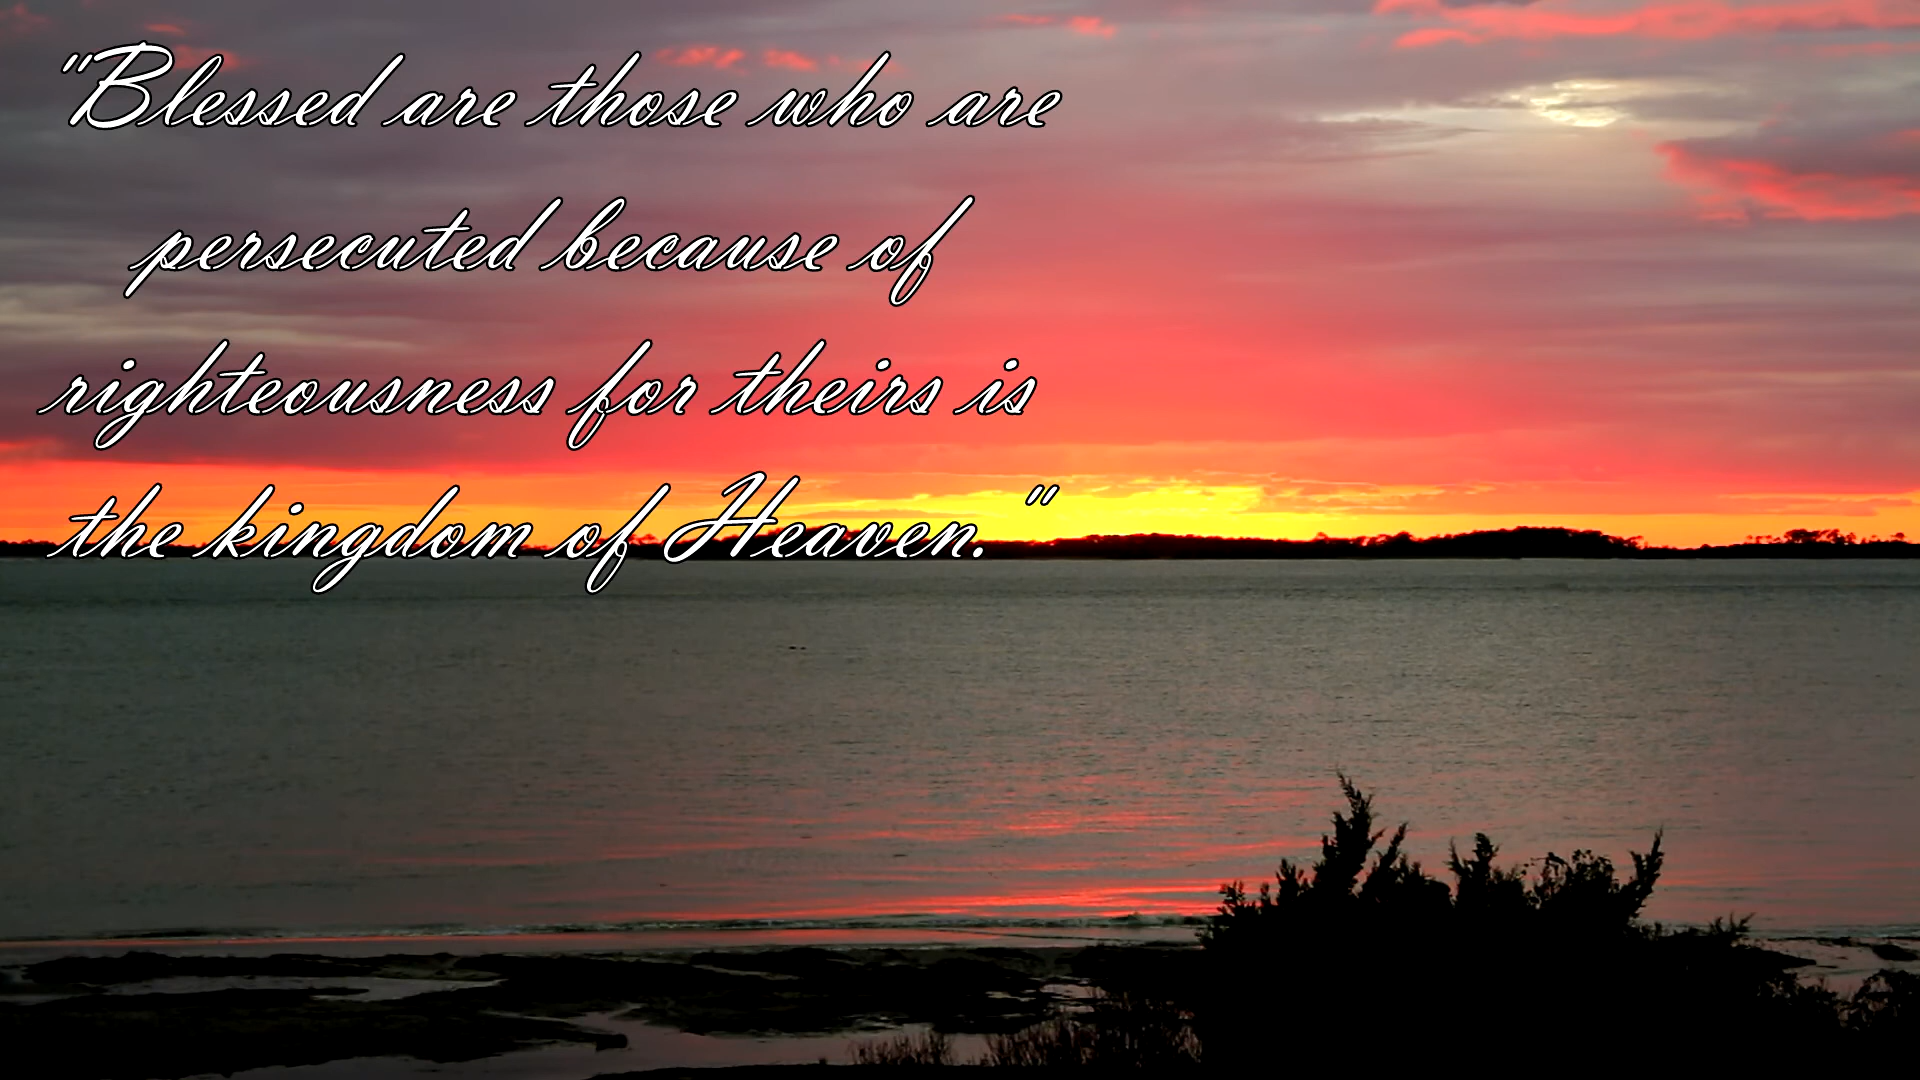 "Blessed are those who are
persecuted because of
righteousness for theirs is
the kingdom of Heaven."